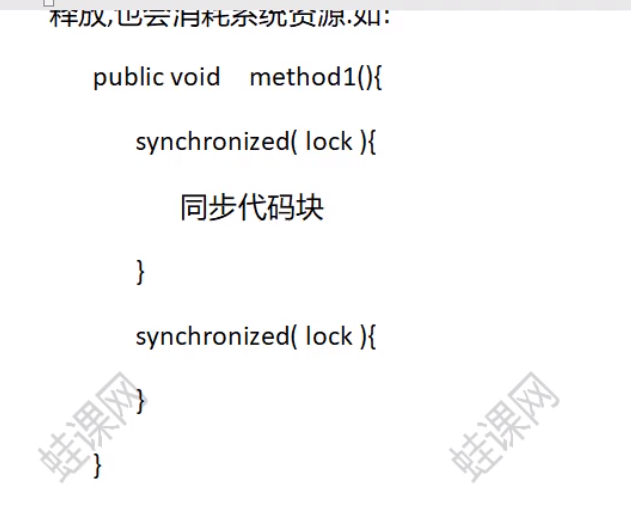 释放,也会消耗系统资源.如:
public void method1(){
synchronized( lock ){
同步代码块
}
synchronized( lock ){
}
}
蛙课网
蛙课网